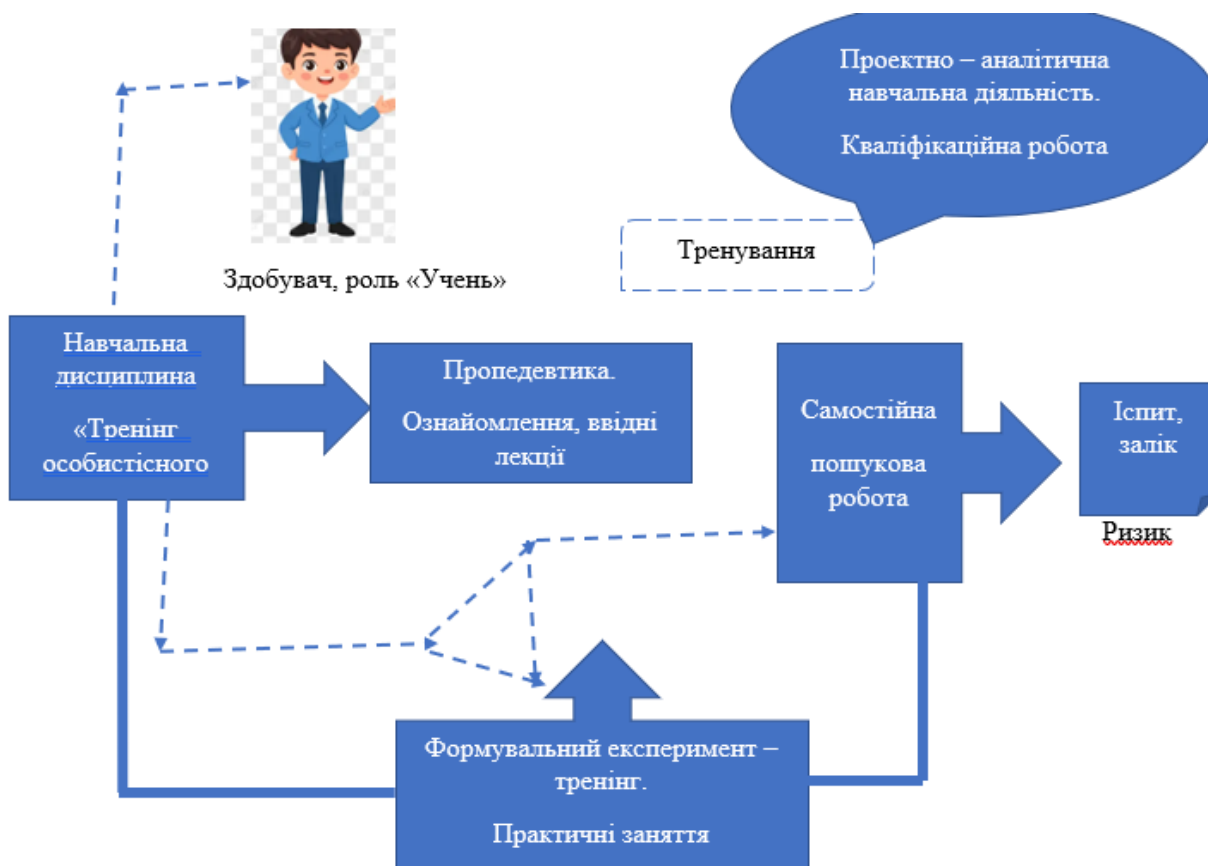 Проектно – аналітична
навчальна діяльність.
Кваліфікаційна робота
Тренування
Здобувач, роль «Учень»
Навчальна
дисципліна
«Тренінг
особистісного
Пропедевтика.
Ознайомлення, ввідні
лекції
Самостійна
пошукова
робота
Іспит,
залік
Ризик
Формувальний експеримент –
тренінг.
Практичні заняття